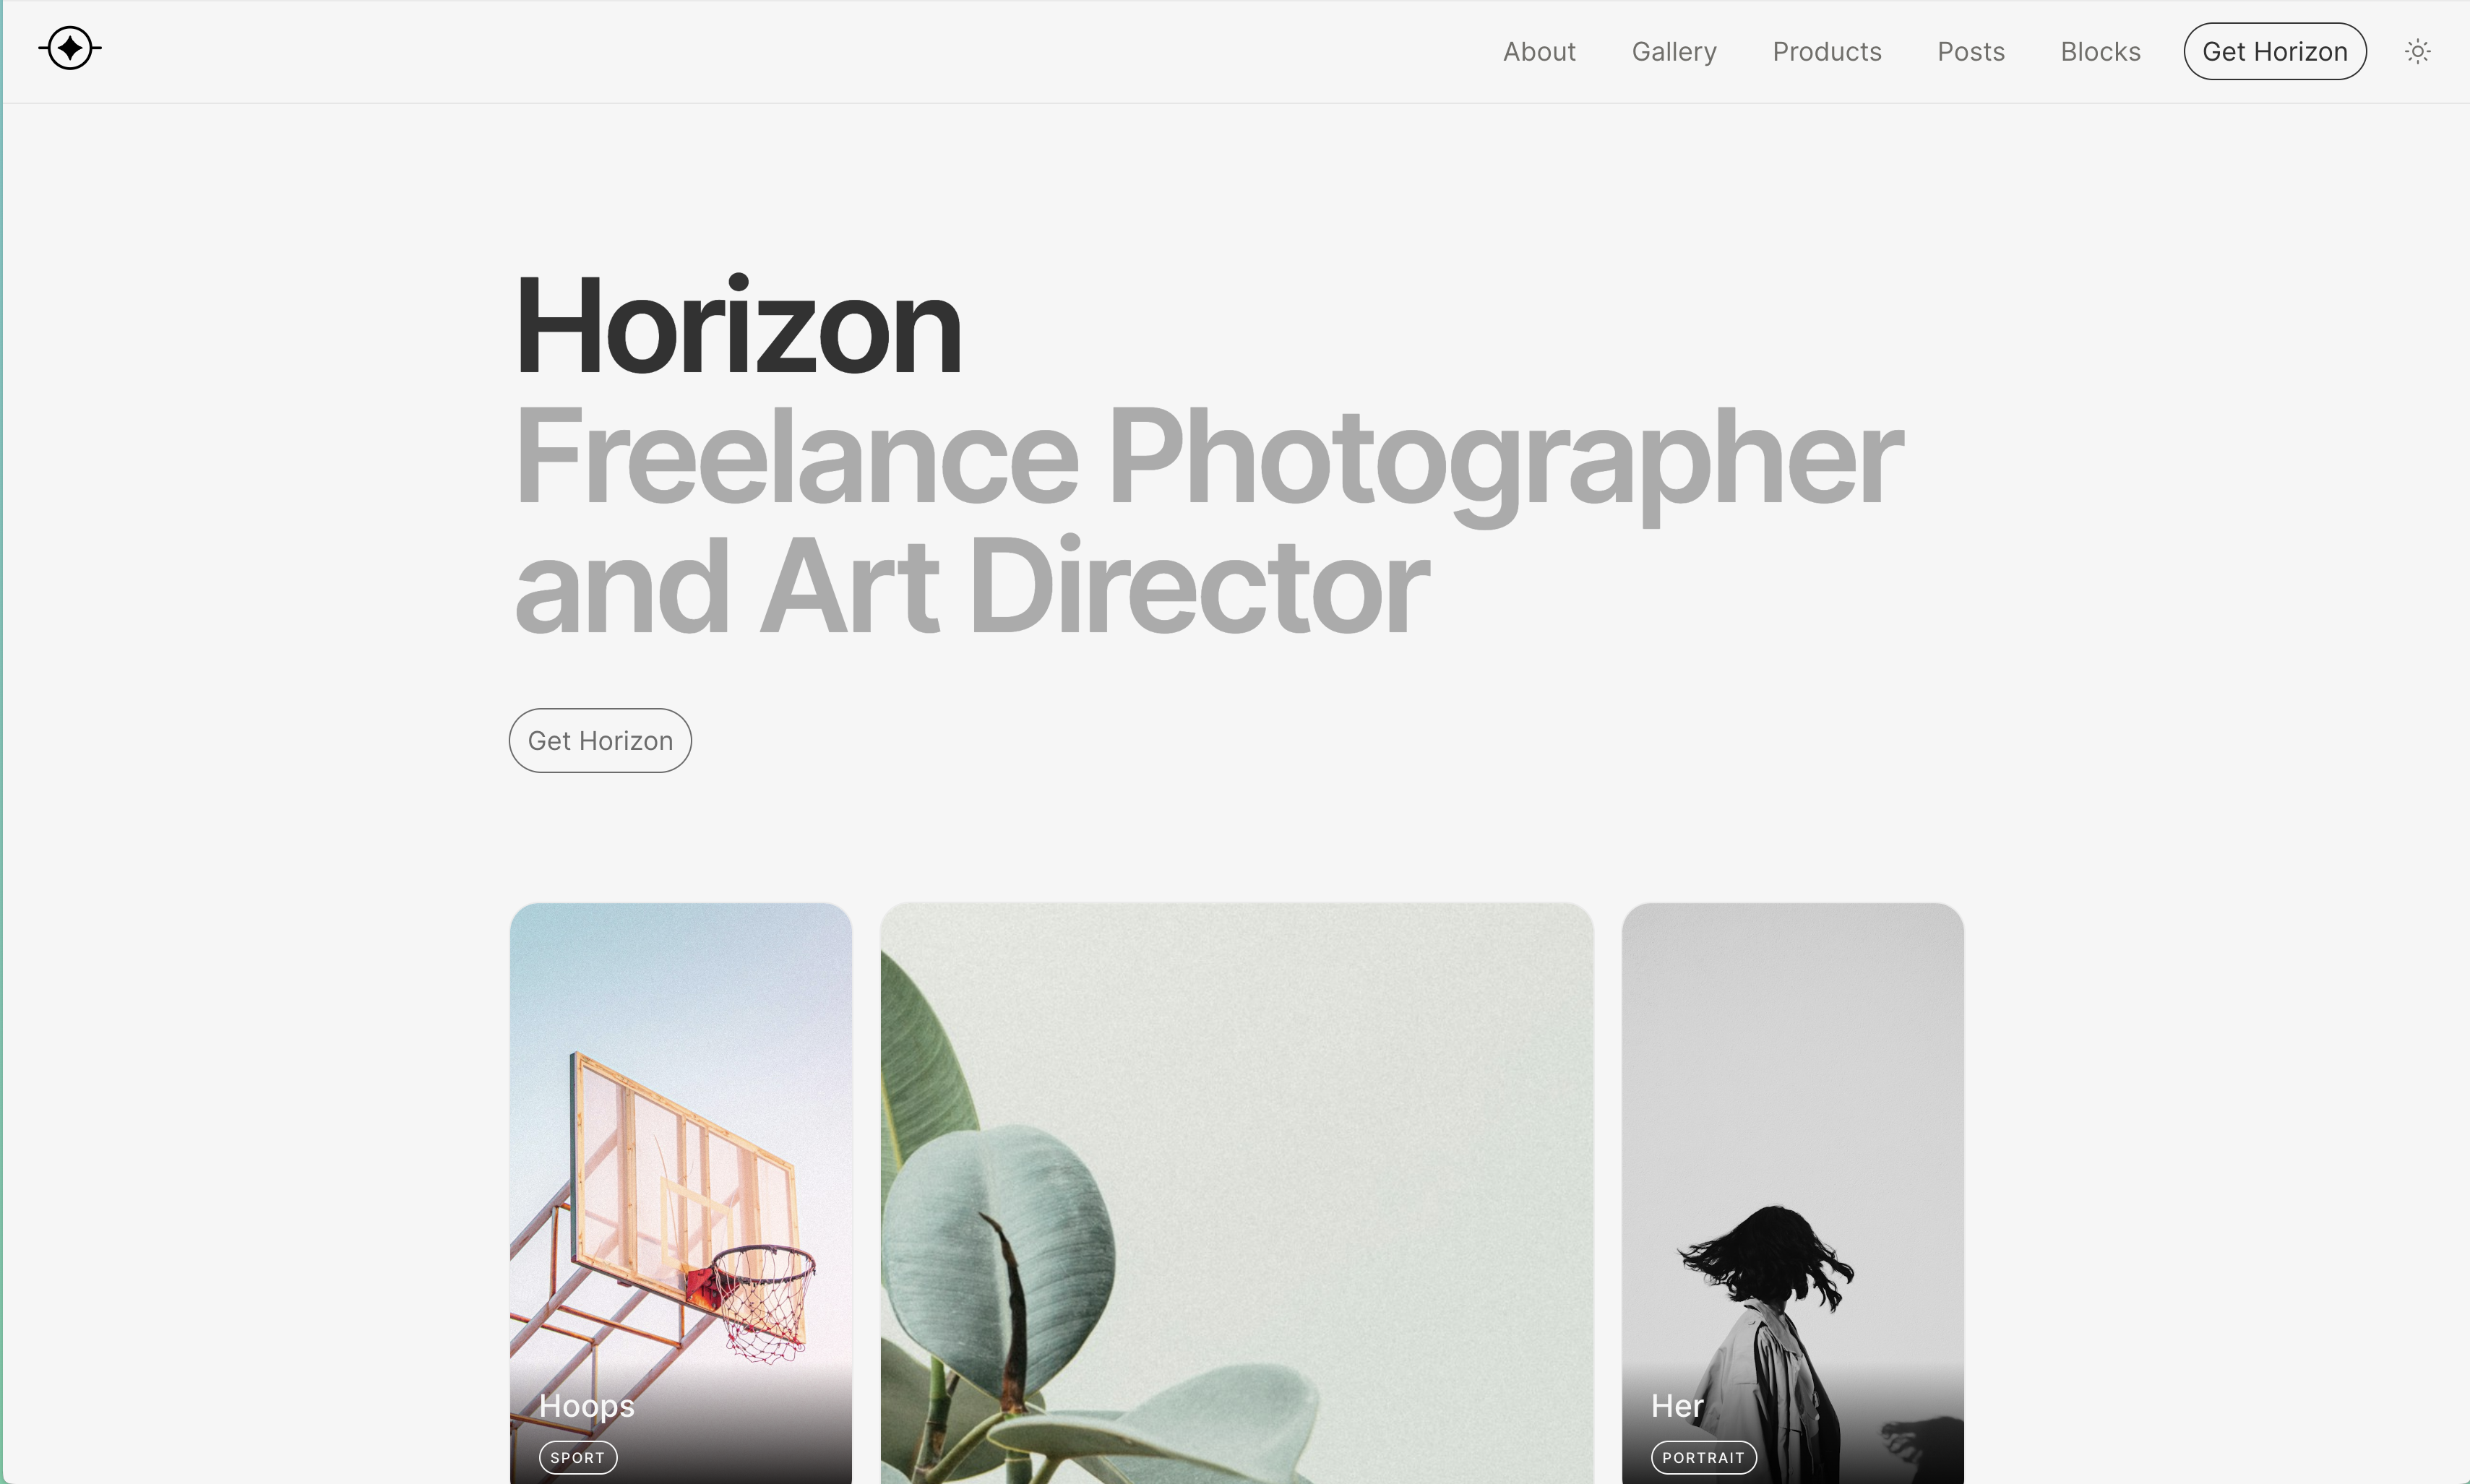 About Gallery Products Posts Blocks Get Horizon
Horizon
Freelance Photographer
and Art Director
Get Horizon
Hoops
SPORT
Her
PORTRAIT